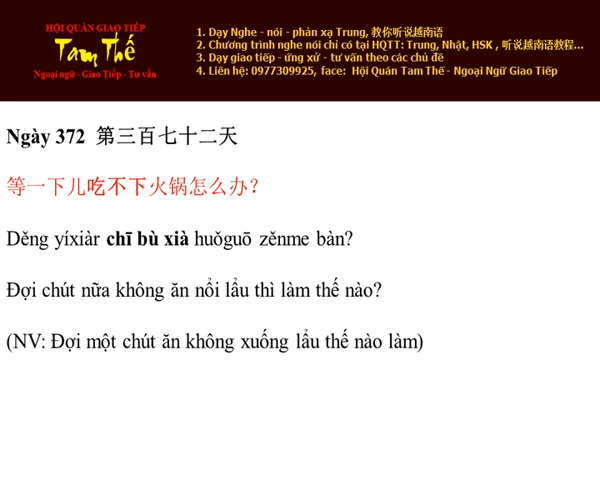 HỘI QUÁN GIAO TIẾP
Tam Thế
Ngoại ngữ - Giao Tiếp - Tư vấn
1. Dạy Nghe - nói - phản xạ Trung, 教你听说越南语
2. Chương trình nghe nói chỉ có tại HQTT: Trung, Nhật, HSK , 听说越南语教程...
3. Dạy giao tiếp - ứng xử - tư vấn theo các chủ đề
4. Liên hệ: 0977309925, face: Hội Quán Tam Thế - Ngoại Ngữ Giao Tiếp
Ngày 372 第三百七十二天
等一下儿吃不下火锅怎么办？
Děng yíxiàr chī bù xià huǒguō zěnme bàn?
Đợi chút nữa không ăn nổi lẩu thì làm thế nào?
(NV: Đợi một chút ăn không xuống lẩu thế nào làm)